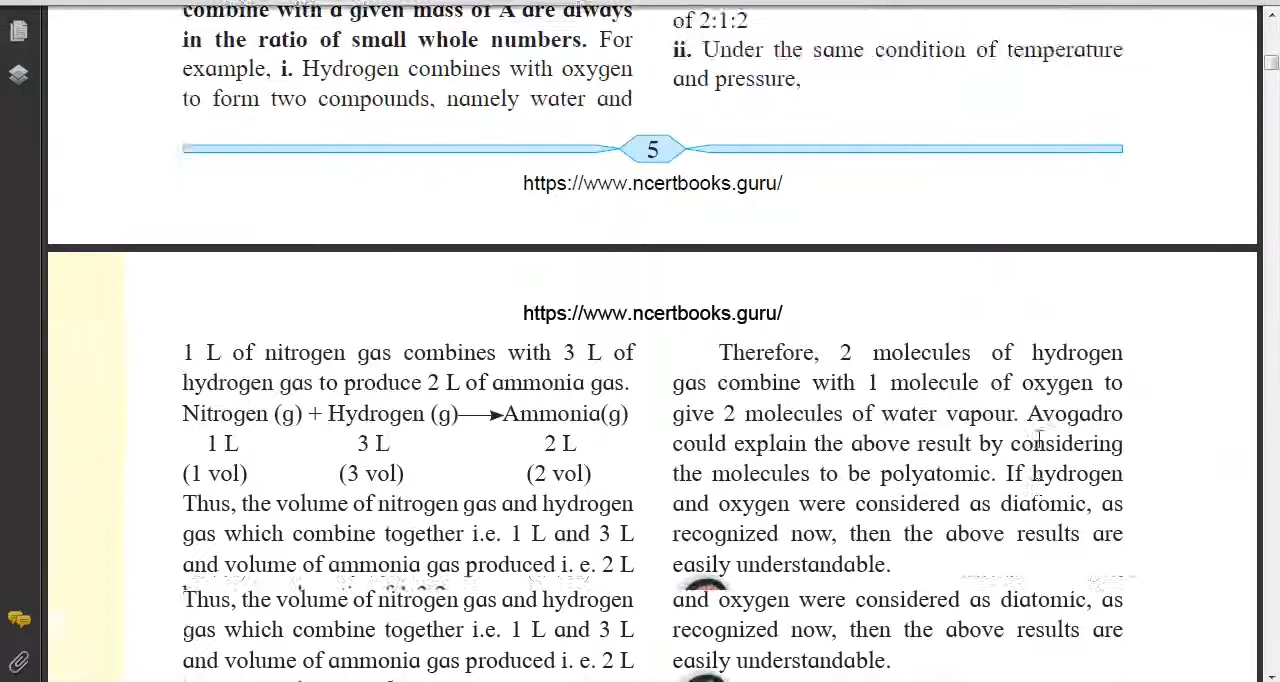 combine with a given mass of A are always
in the ratio of small whole numbers. For
example, i. Hydrogen combines with oxygen
to form two compounds, namely water and
of 2:1:2
ii. Under the same condition of temperature
and pressure,
5
https://www.ncertbooks.guru/
https://www.ncertbooks.guru/
1 L of nitrogen gas combines with 3 L of
hydrogen gas to produce 2 L of ammonia gas.
Nitrogen (g) + Hydrogen (g)⟶Ammonia(g)
1 L 3 L 2 L
(1 vol) (3 vol) (2 vol)
Thus, the volume of nitrogen gas and hydrogen
gas which combine together i.e. 1 L and 3 L
and volume of ammonia gas produced i. e. 2 L
Thus, the volume of nitrogen gas and hydrogen
gas which combine together i.e. 1 L and 3 L
and volume of ammonia gas produced i. e. 2 L
Therefore, 2 molecules of hydrogen
gas combine with 1 molecule of oxygen to
give 2 molecules of water vapour. Avogadro
could explain the above result by considering
the molecules to be polyatomic. If hydrogen
and oxygen were considered as diatomic, as
recognized now, then the above results are
easily understandable.
and oxygen were considered as diatomic, as
recognized now, then the above results are
easily understandable.